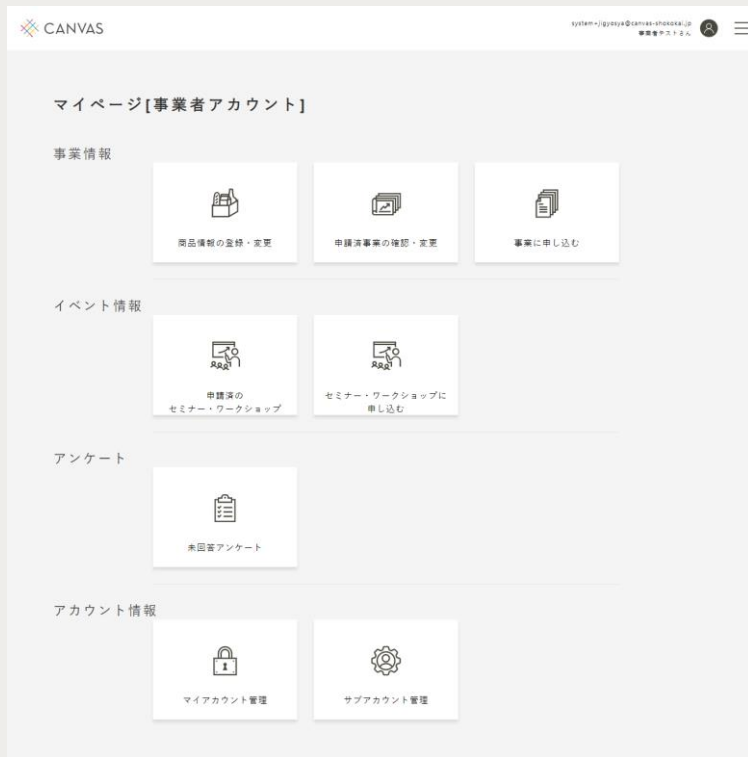 CANVAS
system+jigyosya@canvas-shokokai.jp
事業者テストさん
マイページ[事業者アカウント]
事業情報
商品情報の登録・変更
申請済事業の確認・変更
事業に申し込む
イベント情報
申請済の
セミナー・ワークショップ
セミナー・ワークショップに
申し込む
アンケート
未回答アンケート
アカウント情報
マイアカウント管理
サブアカウント管理